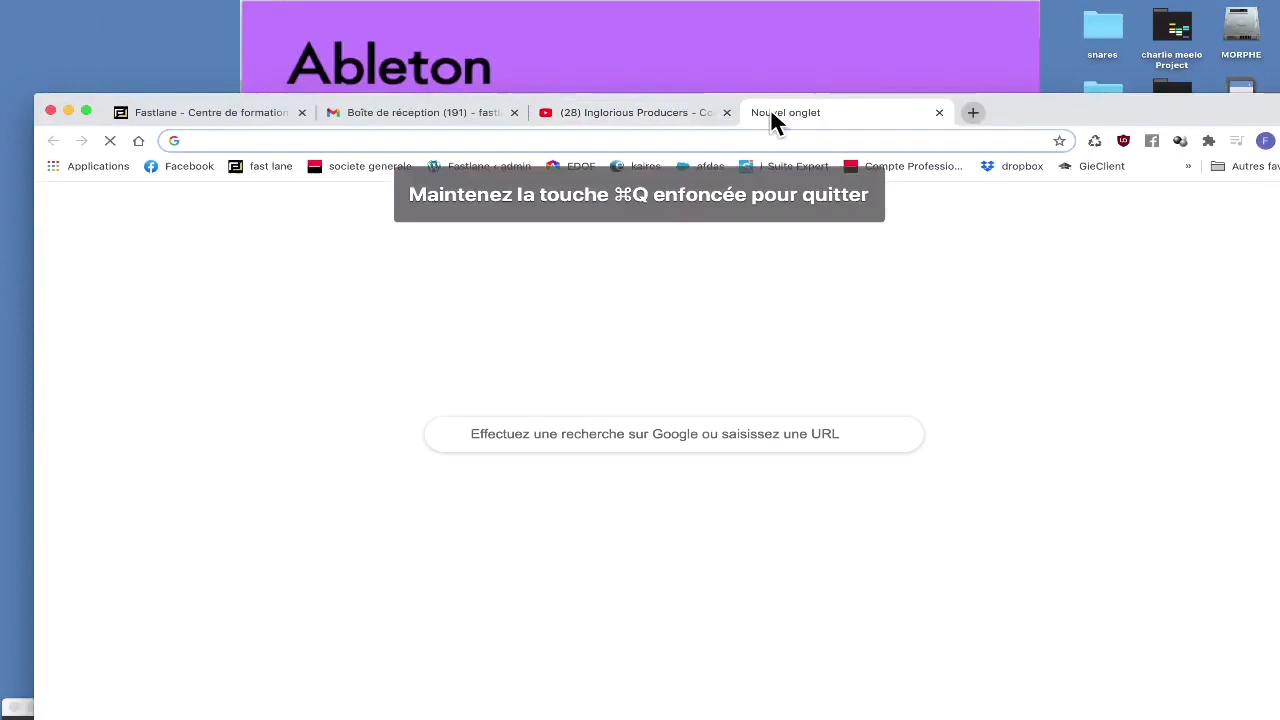 Ableton
snares
charlie meelo
Project
MORPHE
Fastlane - Centre de formation
Boîte de réception (191) - fastl
(28) Inglorious Producers - Co
Nouvel onglet
Applications
Facebook
fast lane
societe generale
Fastlane ‹ admin
EDOF
kairos
afdas
i Suite Expert
Compte Professio...
dropbox
GieClient
»
Autres fav
Maintenez la touche ⌘Q enfoncée pour quitter
Effectuez une recherche sur Google ou saisissez une URL